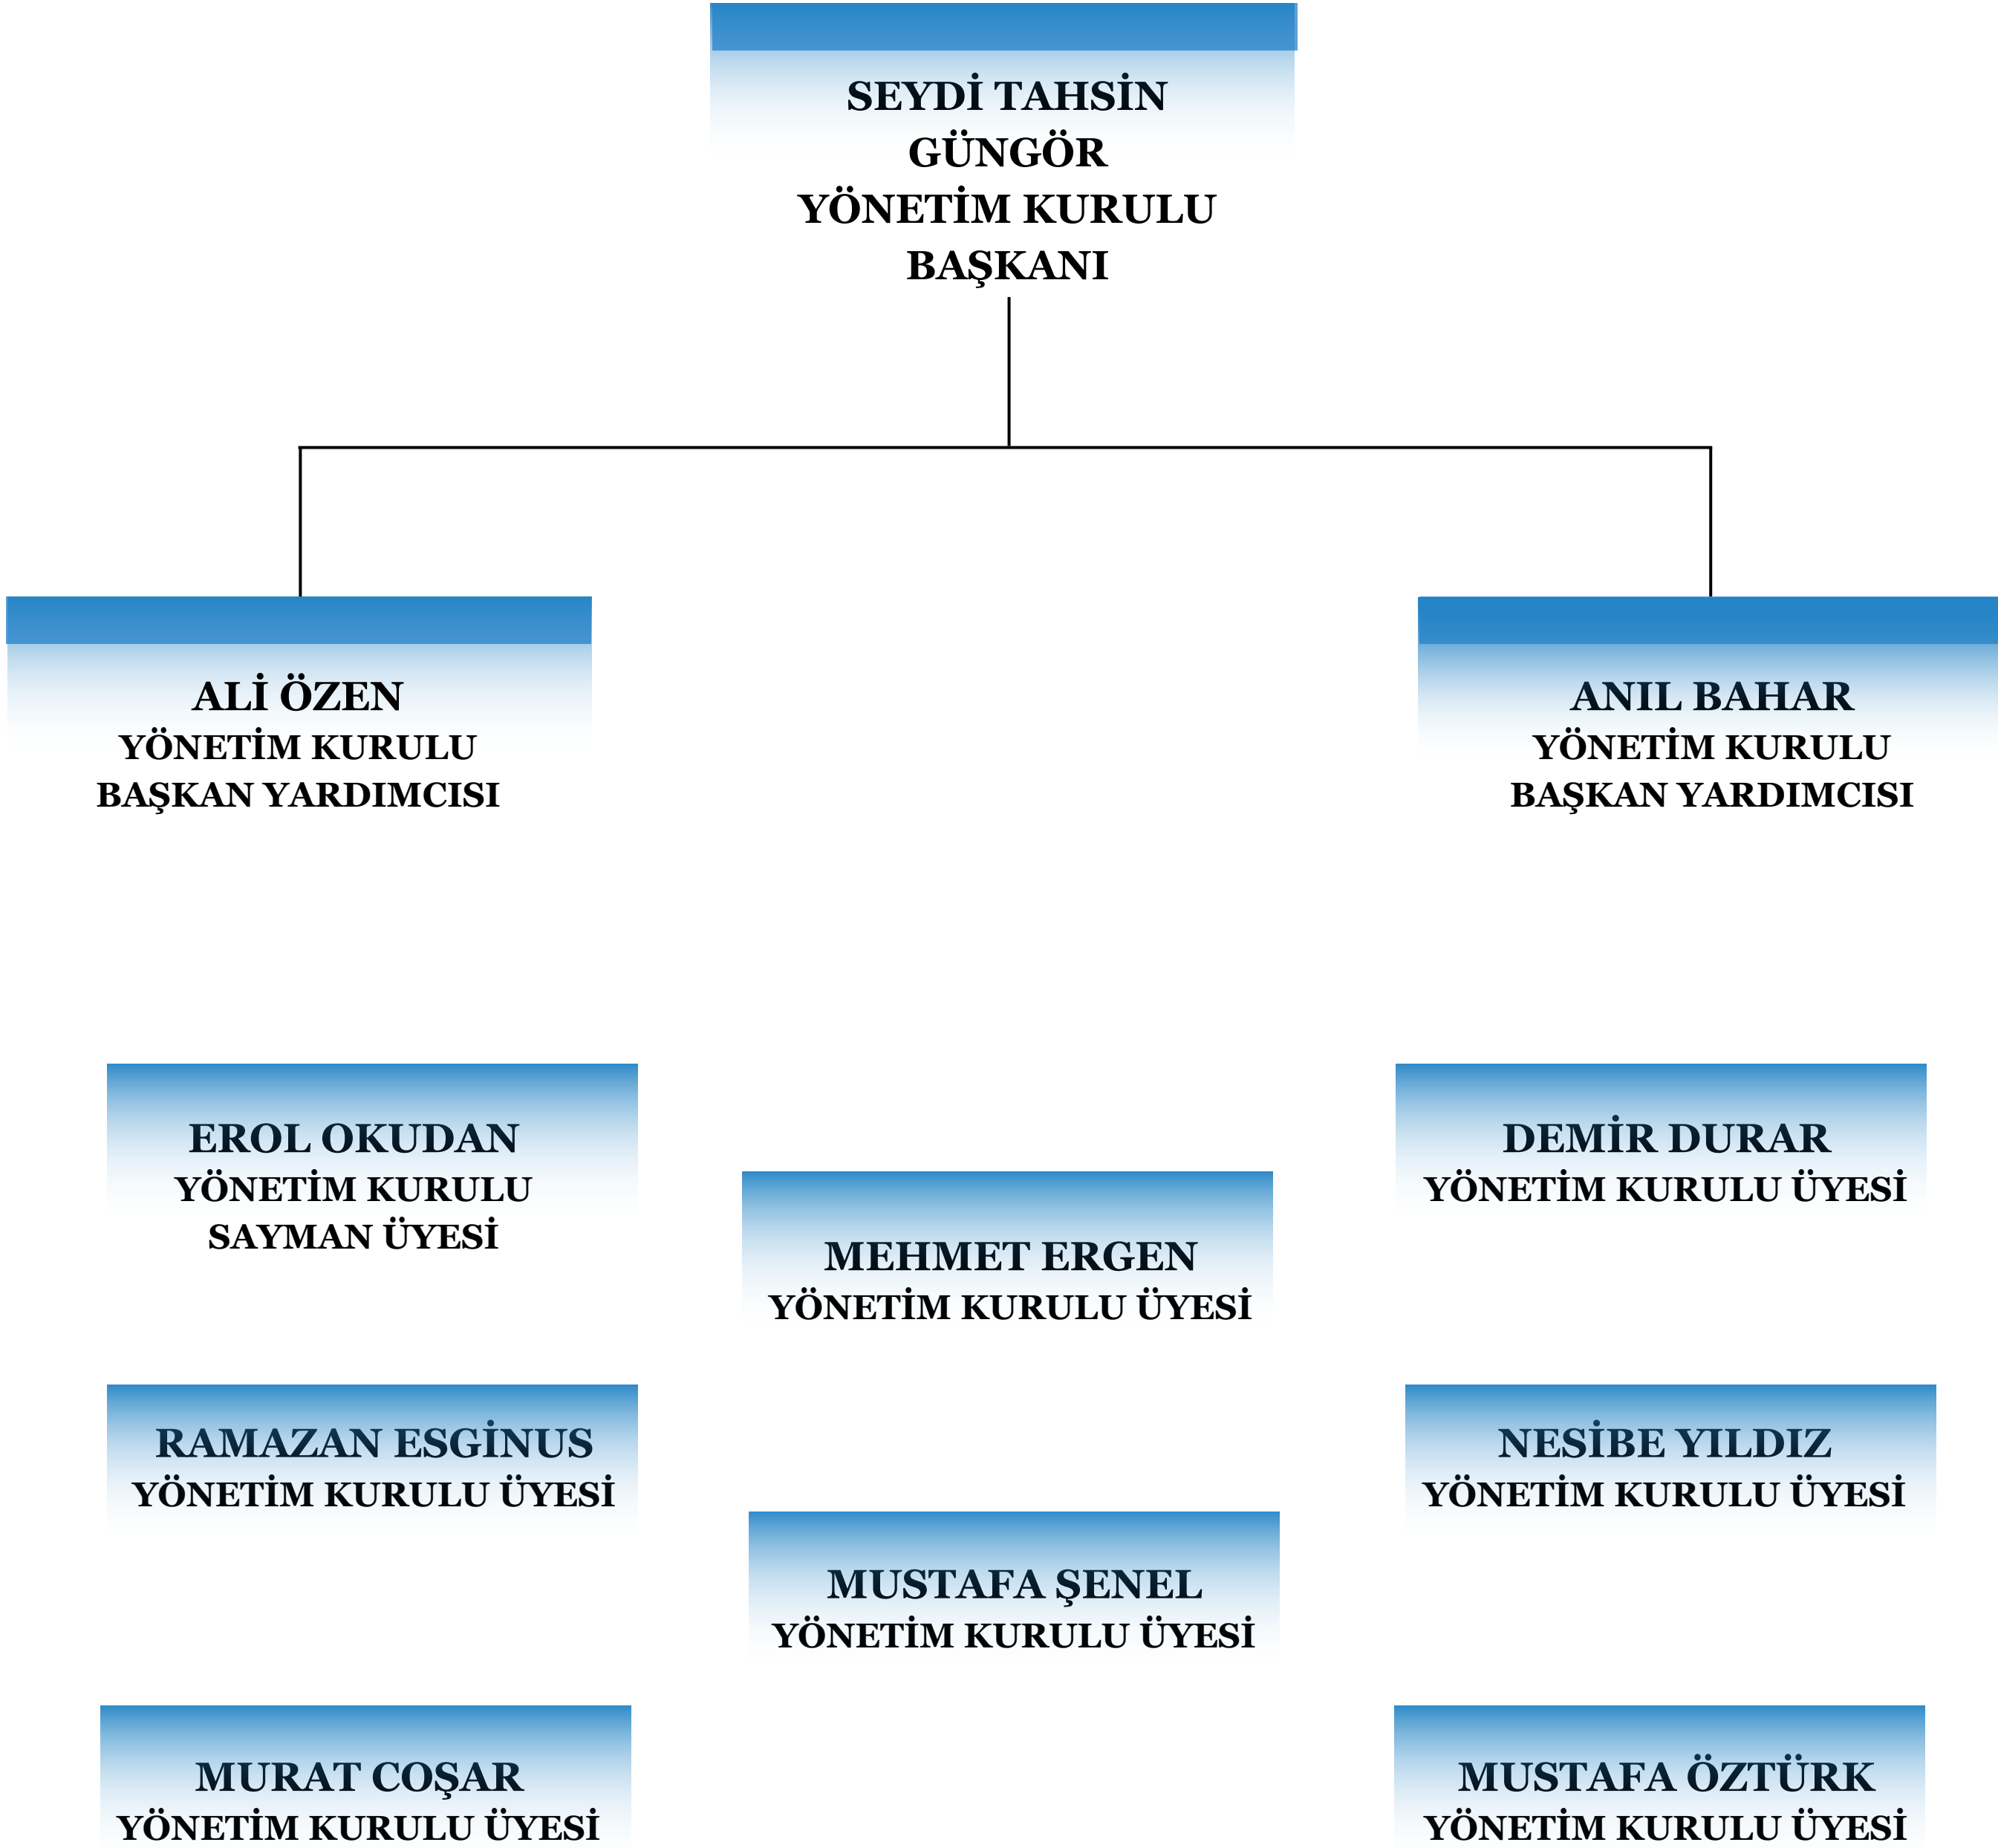 SEYDİ TAHSİN
GÜNGÖR
YÖNETİM KURULU
BAŞKANI
ALİ ÖZEN
YÖNETİM KURULU
BAŞKAN YARDIMCISI
ANIL BAHAR
YÖNETİM KURULU
BAŞKAN YARDIMCISI
EROL OKUDAN
YÖNETİM KURULU
SAYMAN ÜYESİ
DEMİR DURAR
YÖNETİM KURULU ÜYESİ
MEHMET ERGEN
YÖNETİM KURULU ÜYESİ
RAMAZAN ESGİNUS
YÖNETİM KURULU ÜYESİ
NESİBE YILDIZ
YÖNETİM KURULU ÜYESİ
MUSTAFA ŞENEL
YÖNETİM KURULU ÜYESİ
MURAT COŞAR
YÖNETİM KURULU ÜYESİ
MUSTAFA ÖZTÜRK
YÖNETİM KURULU ÜYESİ